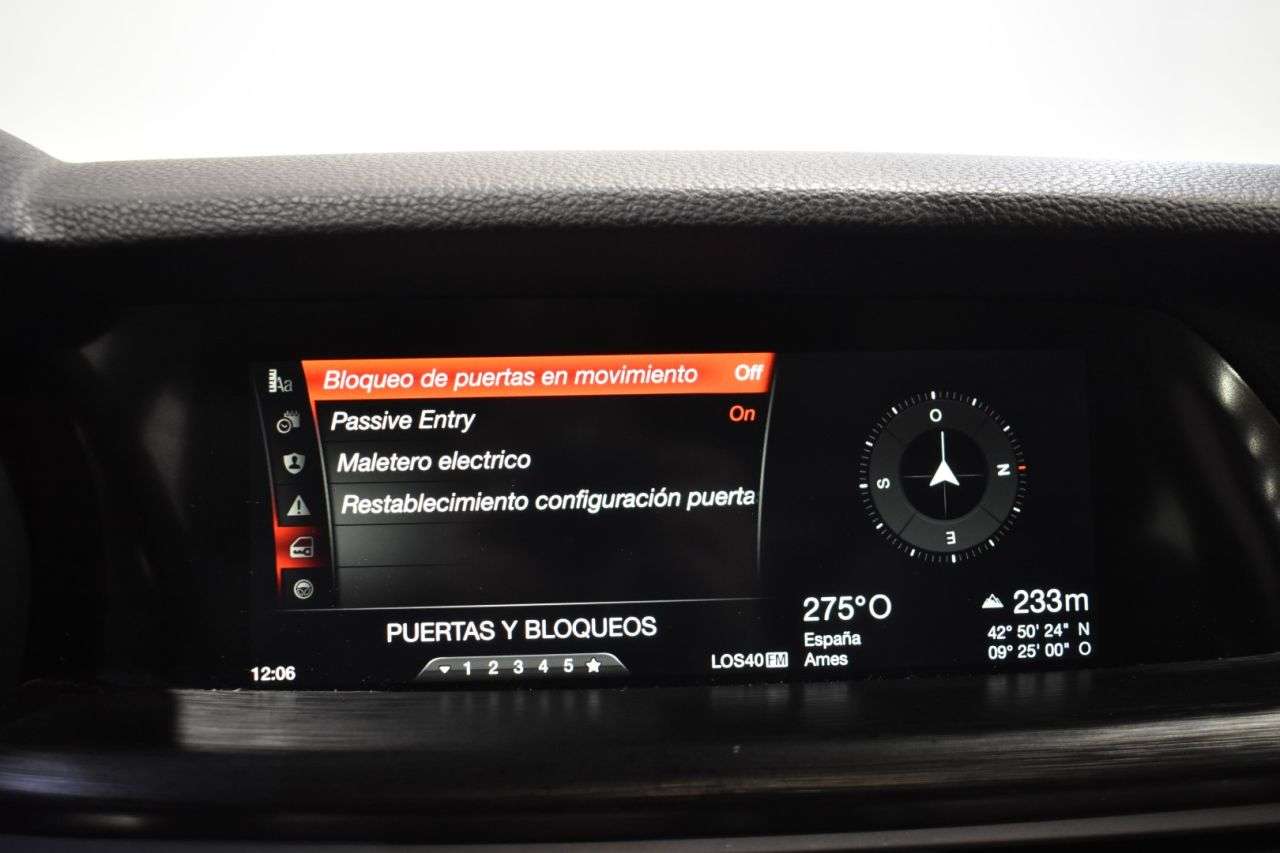 Aa
Bloqueo de puertas en movimiento Off
Passive Entry On
Maletero electrico
Restablecimiento configuración puerta
PUERTAS Y BLOQUEOS
12:06
1 2 3 4 5
LOS40 FM
O
N
E
S
275°O
España
Ames
233m
42° 50' 24" N
09° 25' 00" O